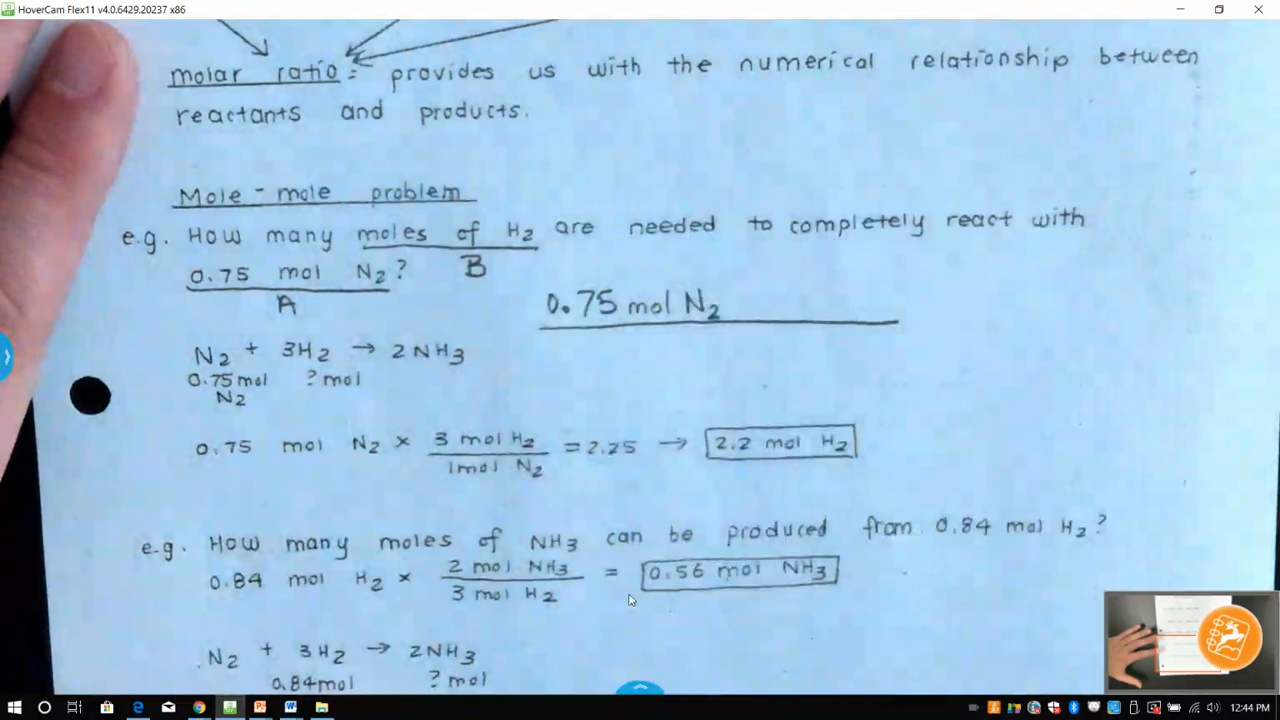 HoverCam Flex11 v4.0.6429.20237 x86
molar ratio: provides us with the numerical relationship between
reactants and products.
Mole - mole problem
e.g. How many moles of H₂ are needed to completely react with
0.75 mol N₂? B
A
0.75 mol N₂
N₂ + 3H₂ → 2NH₃
0.75 mol ? mol
N₂
0.75 mol N₂ × 3 mol H₂ / 1 mol N₂ = 2.25 → 2.2 mol H₂
e.g. How many moles of NH₃ can be produced from 0.84 mol H₂?
0.84 mol H₂ × 2 mol NH₃ / 3 mol H₂ = 0.56 mol NH₃
N₂ + 3H₂ → 2NH₃
0.84 mol ? mol
12:44 PM